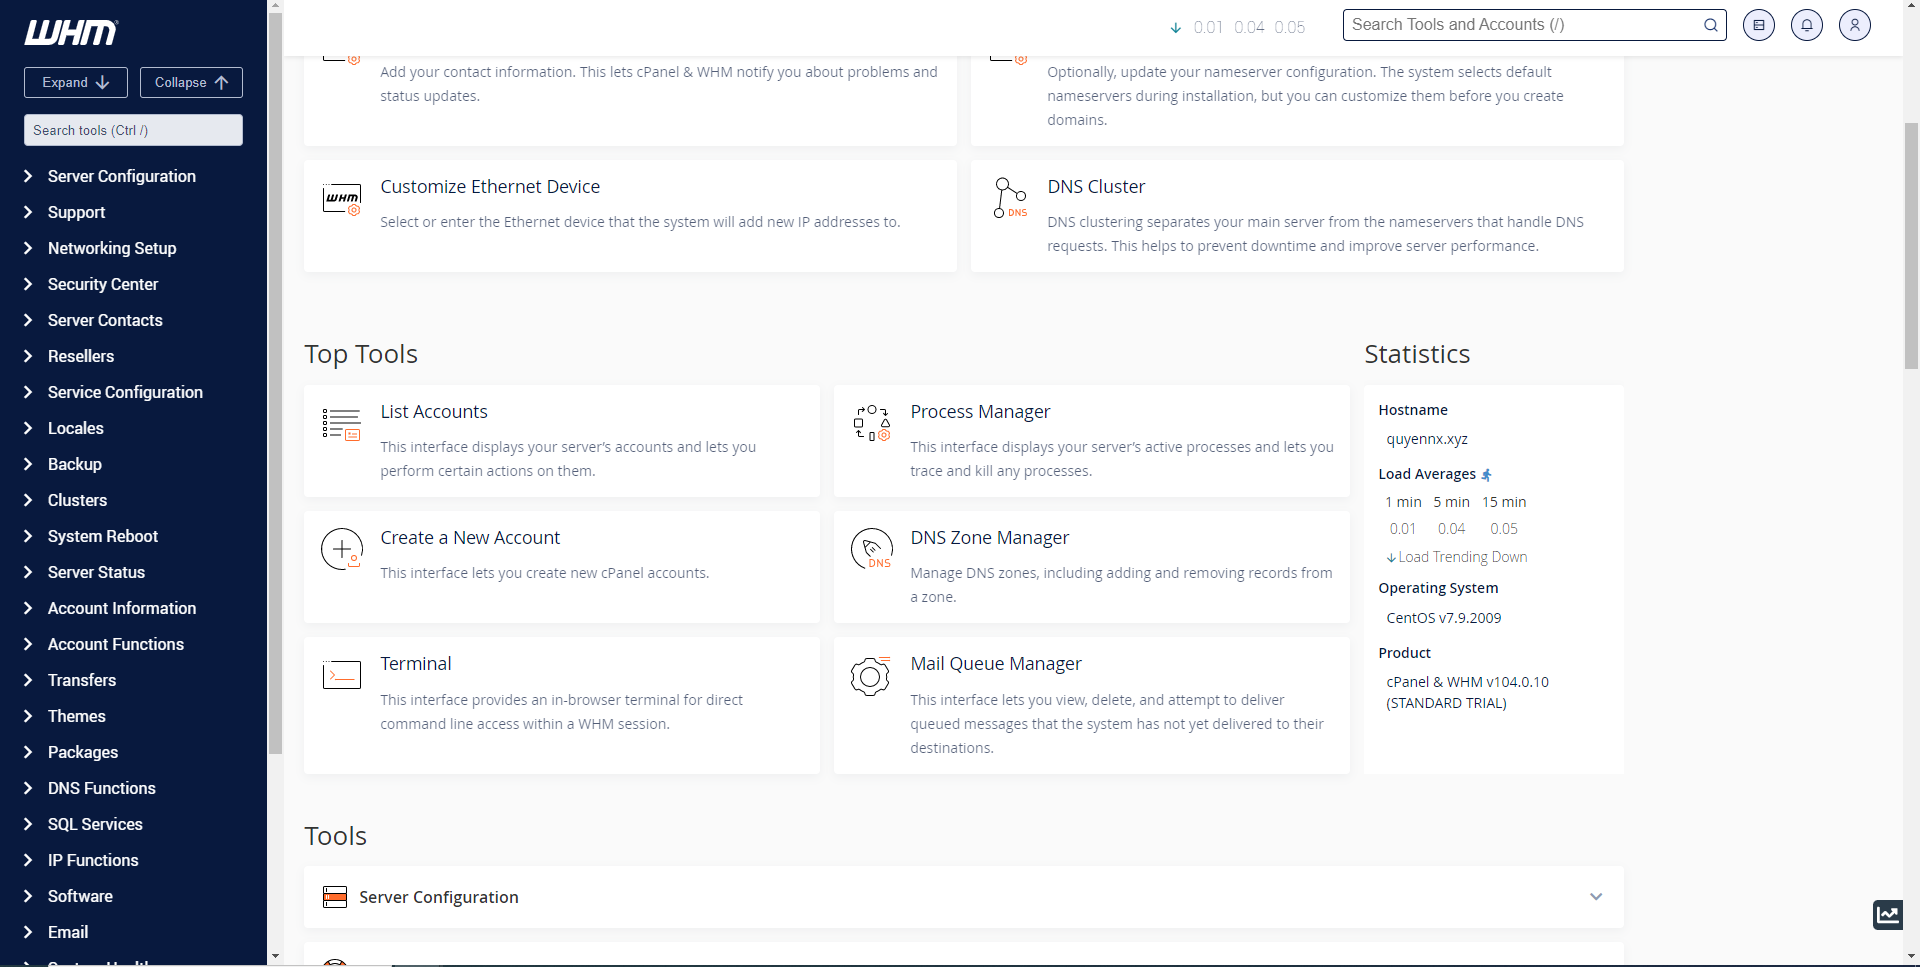 WHM
Expand
Collapse
Search tools (Ctrl /)
Server Configuration
Support
Networking Setup
Security Center
Server Contacts
Resellers
Service Configuration
Locales
Backup
Clusters
System Reboot
Server Status
Account Information
Account Functions
Transfers
Themes
Packages
DNS Functions
SQL Services
IP Functions
Software
Email
0.01 0.04 0.05
Search Tools and Accounts (/)
Add your contact information. This lets cPanel & WHM notify you about problems and
status updates.
Optionally, update your nameserver configuration. The system selects default
nameservers during installation, but you can customize them before you create
domains.
WHM
Customize Ethernet Device
Select or enter the Ethernet device that the system will add new IP addresses to.
DNS
DNS Cluster
DNS clustering separates your main server from the nameservers that handle DNS
requests. This helps to prevent downtime and improve server performance.
Top Tools
List Accounts
This interface displays your server’s accounts and lets you
perform certain actions on them.
Process Manager
This interface displays your server’s active processes and lets you
trace and kill any processes.
Create a New Account
This interface lets you create new cPanel accounts.
DNS
DNS Zone Manager
Manage DNS zones, including adding and removing records from
a zone.
Terminal
This interface provides an in-browser terminal for direct
command line access within a WHM session.
Mail Queue Manager
This interface lets you view, delete, and attempt to deliver
queued messages that the system has not yet delivered to their
destinations.
Statistics
Hostname
quyennx.xyz
Load Averages
1 min 5 min 15 min
0.01 0.04 0.05
Load Trending Down
Operating System
CentOS v7.9.2009
Product
cPanel & WHM v104.0.10
(STANDARD TRIAL)
Tools
Server Configuration